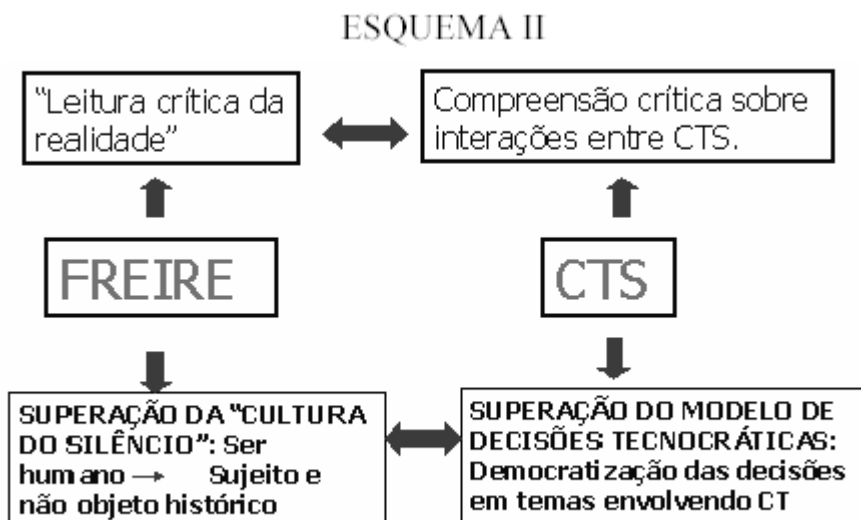 ESQUEMA II
“Leitura crítica da
realidade”
Compreensão crítica sobre
interações entre CTS.
FREIRE
CTS
SUPERAÇÃO DA “CULTURA
DO SILÊNCIO”: Ser
humano → Sujeito e
não objeto histórico
SUPERAÇÃO DO MODELO DE
DECISÕES TECNOCRÁTICAS:
Democratização das decisões
em temas envolvendo CT